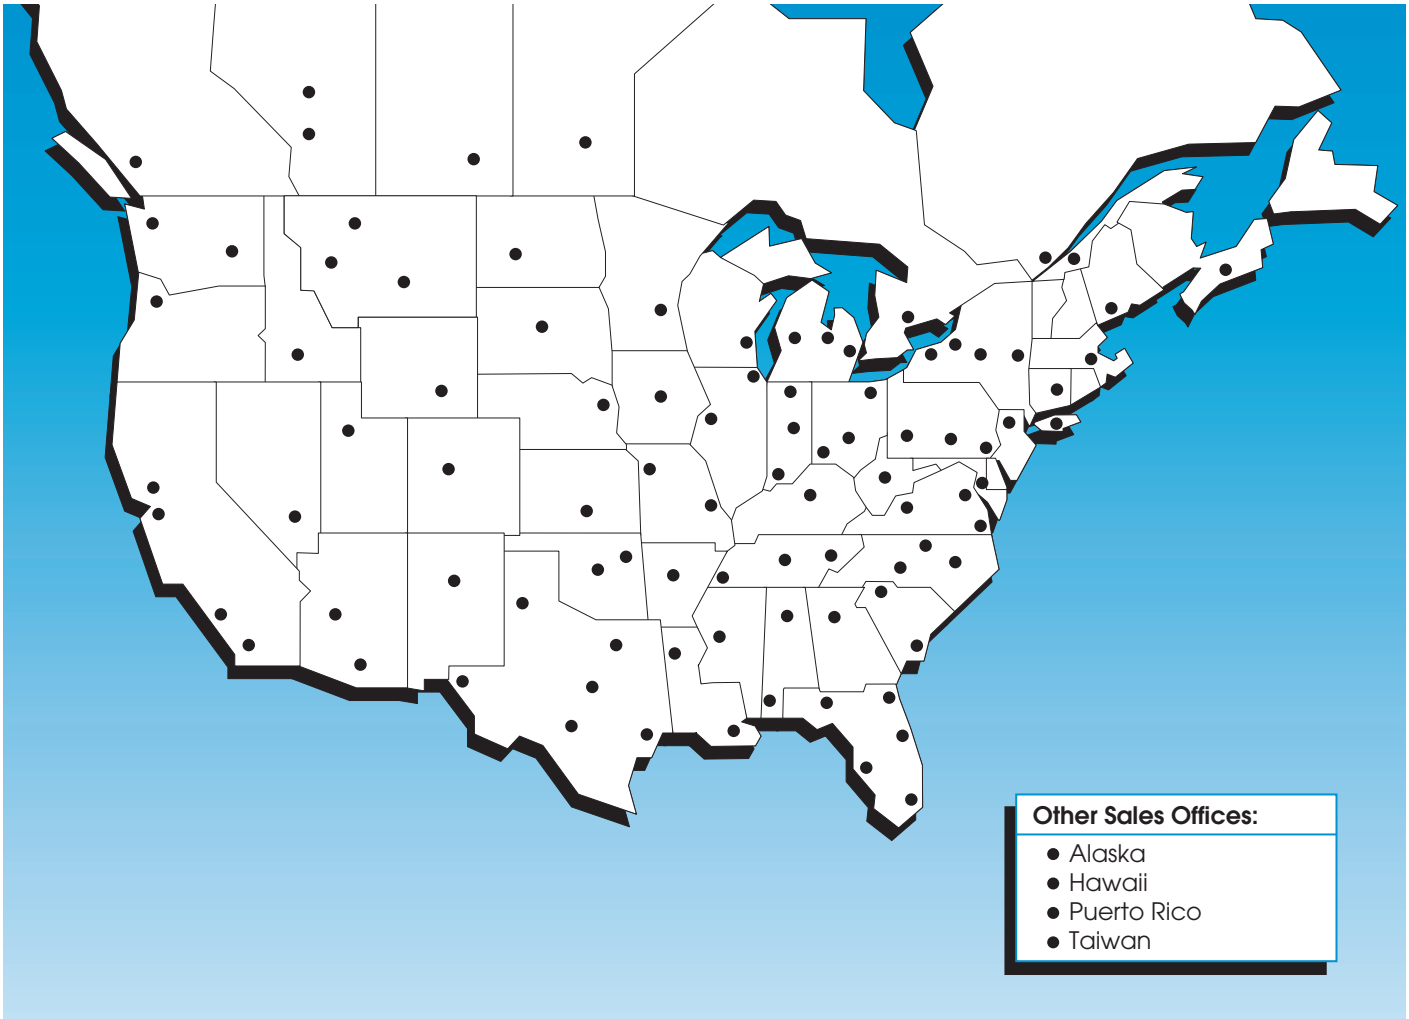 Other Sales Offices:
● Alaska
● Hawaii
● Puerto Rico
● Taiwan